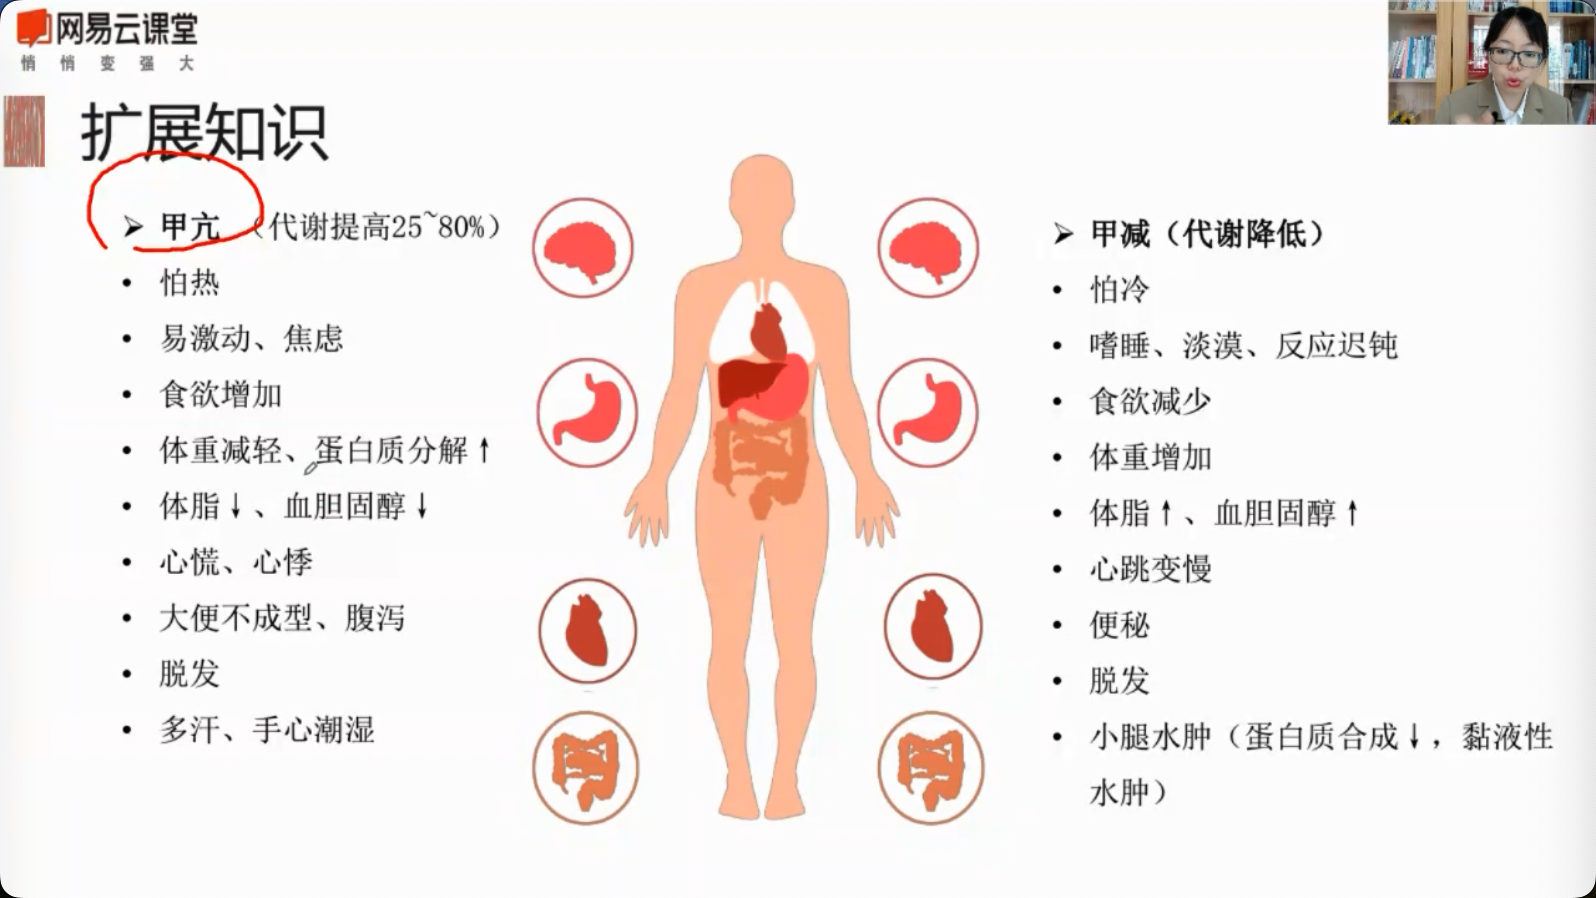 网易云课堂
悄悄变强大
扩展知识
➢ 甲亢 （代谢提高25~80%）
• 怕热
• 易激动、焦虑
• 食欲增加
• 体重减轻、蛋白质分解↑
• 体脂↓、血胆固醇↓
• 心慌、心悸
• 大便不成型、腹泻
• 脱发
• 多汗、手心潮湿
➢ 甲减（代谢降低）
• 怕冷
• 嗜睡、淡漠、反应迟钝
• 食欲减少
• 体重增加
• 体脂↑、血胆固醇↑
• 心跳变慢
• 便秘
• 脱发
• 小腿水肿（蛋白质合成↓，黏液性
水肿）